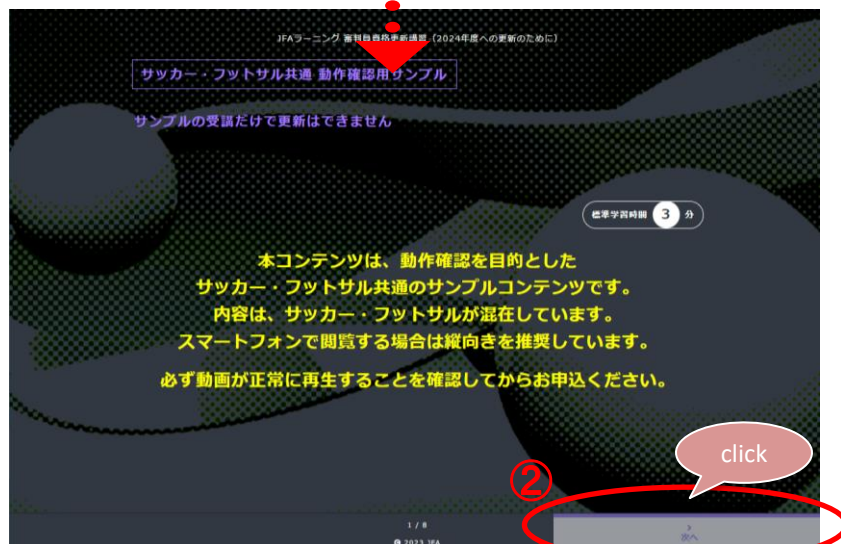 JFAラーニング 審判員資格更新講習（2024年度への更新のために）
サッカー・フットサル共通 動作確認用サンプル
サンプルの受講だけで更新はできません
標準学習時間 3 分
本コンテンツは、動作確認を目的とした
サッカー・フットサル共通のサンプルコンテンツです。
内容は、サッカー・フットサルが混在しています。
スマートフォンで閲覧する場合は縦向きを推奨しています。
必ず動画が正常に再生することを確認してからお申込ください。
click
②
1 / 8
› 次へ
© 2023 JFA